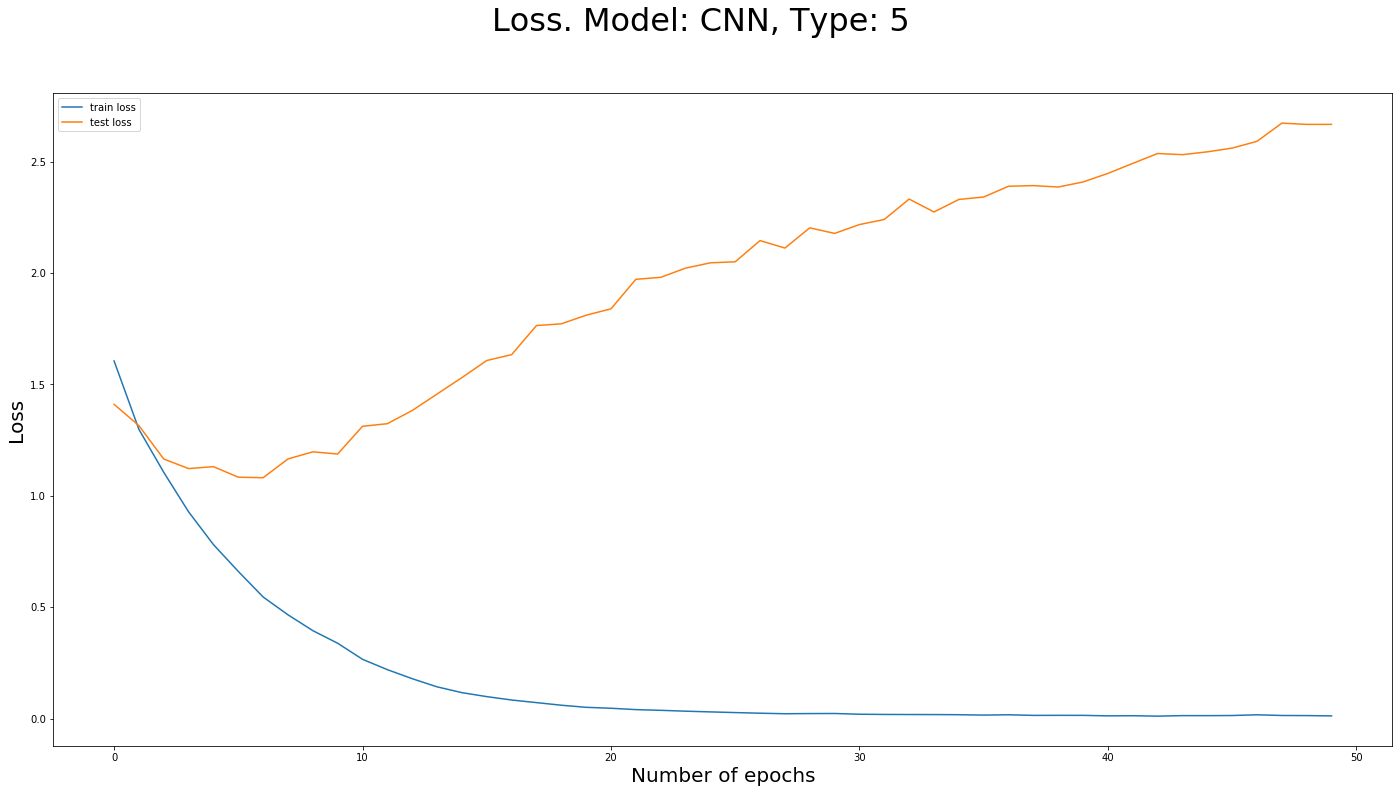 Loss. Model: CNN, Type: 5
train loss
test loss
2.5
2.0
1.5
1.0
0.5
0.0
Loss
0 10 20 30 40 50
Number of epochs